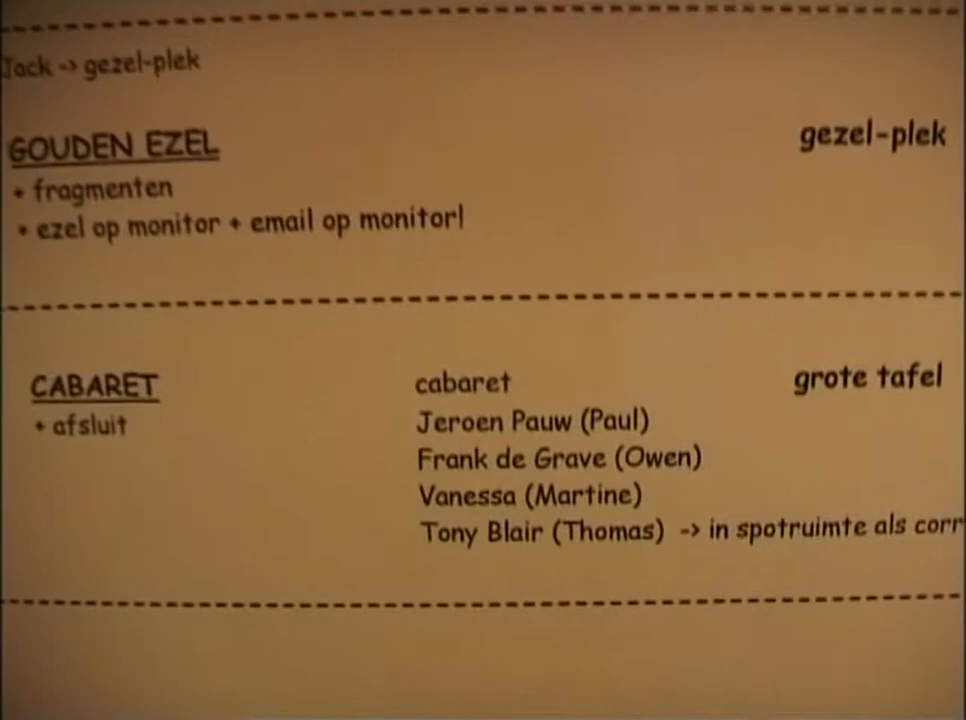 Jack -> gezel-plek
GOUDEN EZEL gezel-plek
+ fragmenten
+ ezel op monitor + email op monitor!
CABARET cabaret grote tafel
+ afsluit Jeroen Pauw (Paul)
Frank de Grave (Owen)
Vanessa (Martine)
Tony Blair (Thomas) -> in spotruimte als corr